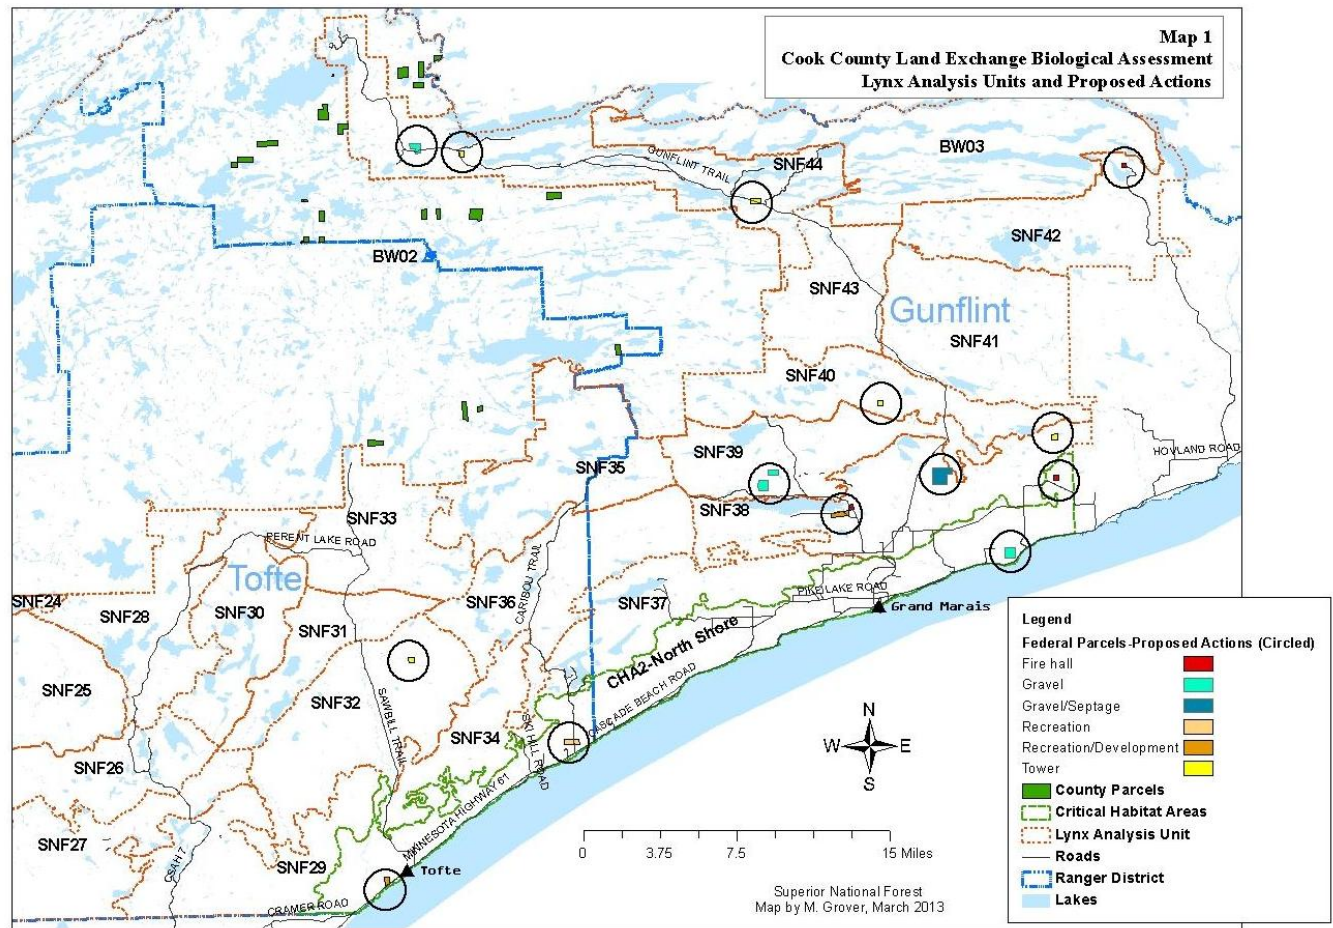 Map 1
Cook County Land Exchange Biological Assessment
Lynx Analysis Units and Proposed Actions
GUNFLINT TRAIL
SNF44
BW03
SNF42
BW02
SNF43
Gunflint
SNF41
SNF40
SNF39
HOVLAND ROAD
SNF35
SNF38
SNF33
PERENT LAKE ROAD
Tofte
SNF24
SNF28
SNF30
SNF36
CARIBOU TRAIL
SNF37
PIKE LAKE ROAD
Grand Marais
SNF31
CHA2-North Shore
SNF25
SNF32
SAWBILL TRAIL
CASCADE BEACH ROAD
SNF34
SKI HILL ROAD
SNF26
MINNESOTA HIGHWAY 61
SNF27
CSAH 7
SNF29
Tofte
CRAMER ROAD
N
W E
S
0 3.75 7.5 15 Miles
Superior National Forest
Map by M. Grover, March 2013
Legend
Federal Parcels-Proposed Actions (Circled)
Fire hall
Gravel
Gravel/Septage
Recreation
Recreation/Development
Tower
County Parcels
Critical Habitat Areas
Lynx Analysis Unit
Roads
Ranger District
Lakes